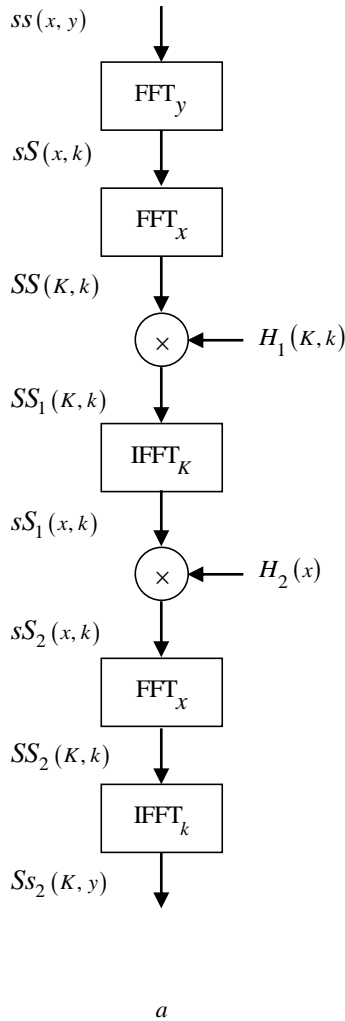 ss(x, y)
FFT_y
sS(x, k)
FFT_x
SS(K, k)
× H_1(K, k)
SS_1(K, k)
IFFT_K
sS_1(x, k)
× H_2(x)
sS_2(x, k)
FFT_x
SS_2(K, k)
IFFT_k
Ss_2(K, y)
a